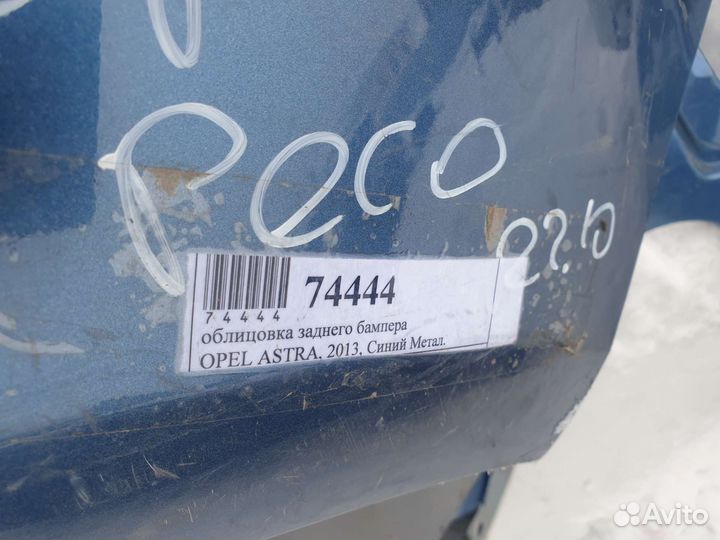 Peco
74444
74444
облицовка заднего бампера
OPEL ASTRA, 2013, Синий Метал.
Avito